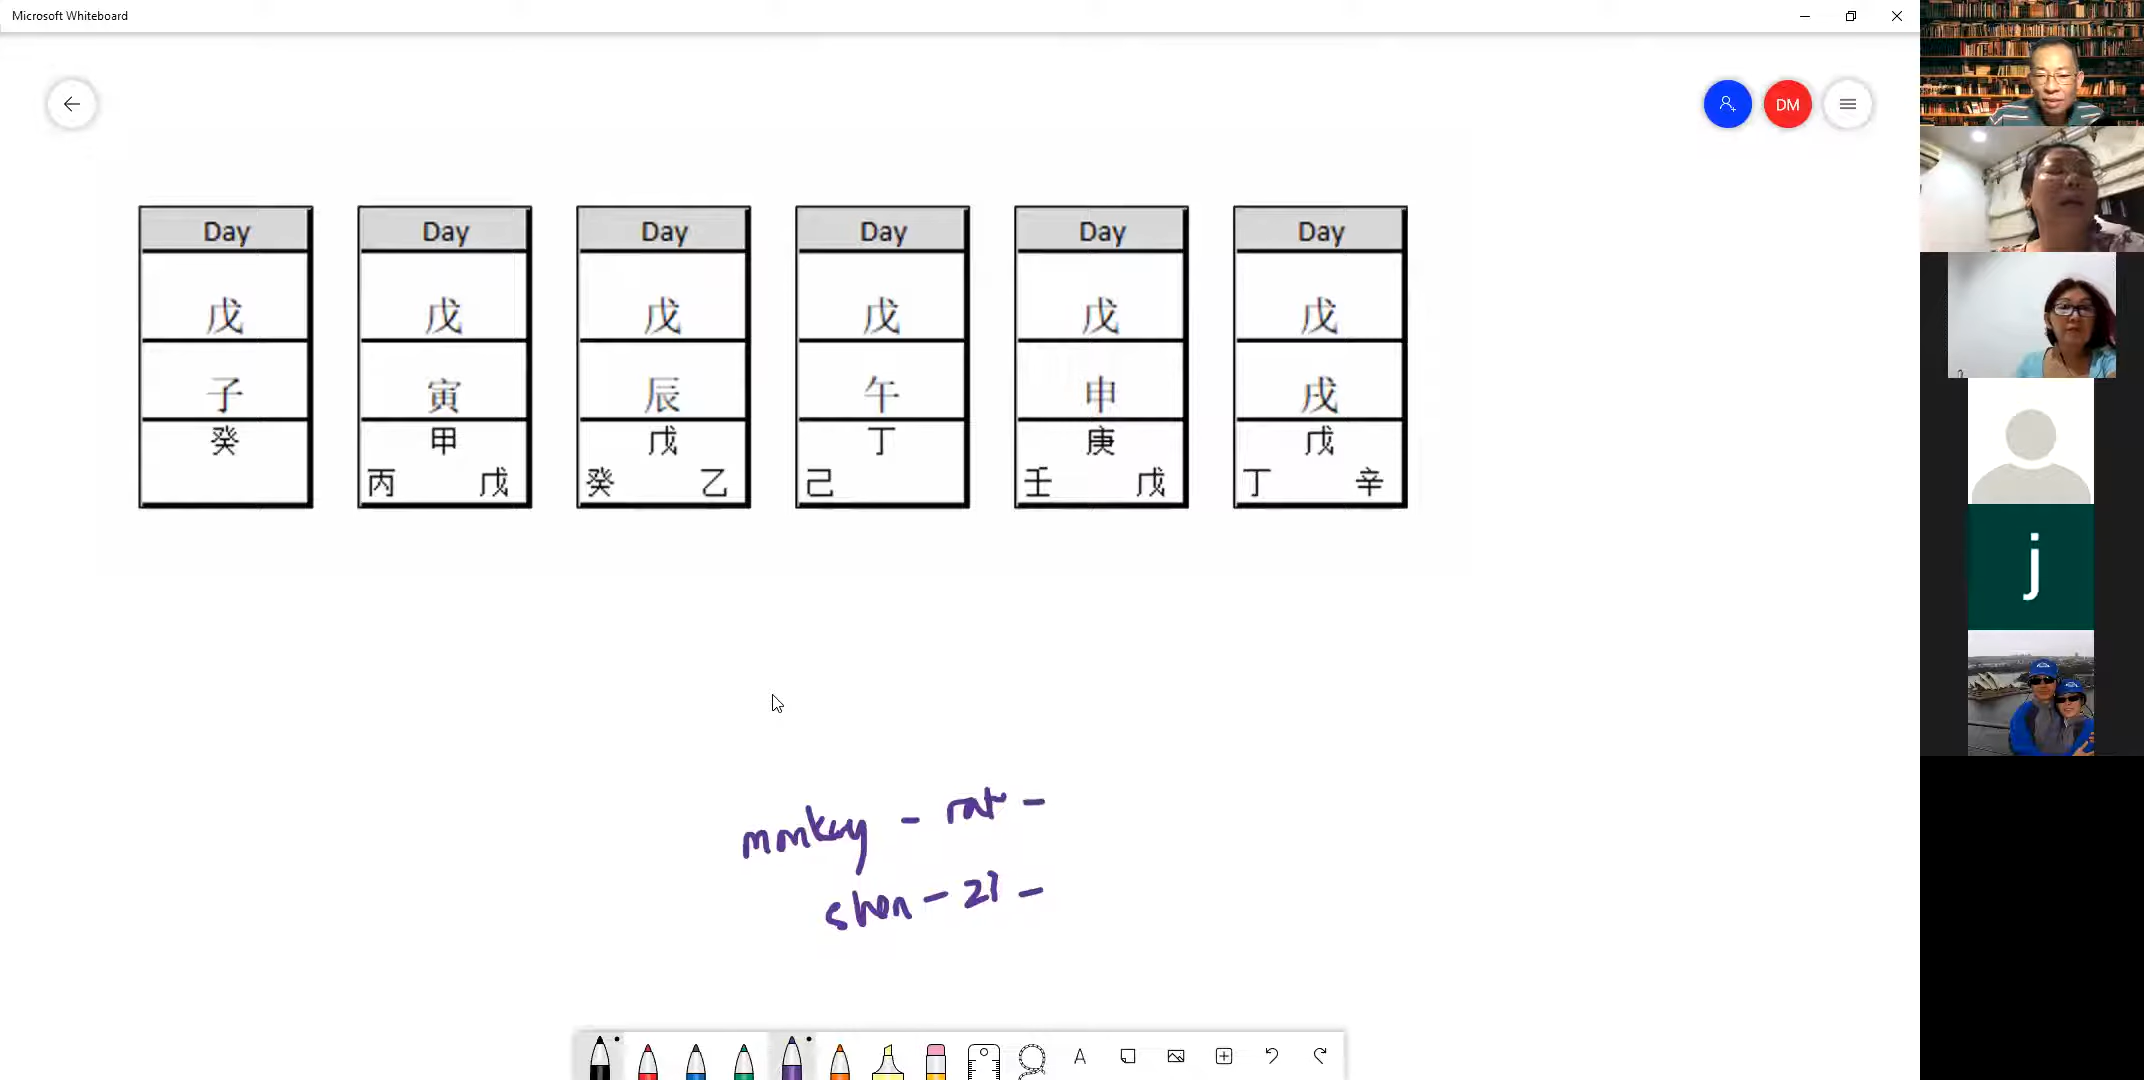 Microsoft Whiteboard
DM
Day Day Day Day Day Day
戊 戊 戊 戊 戊 戊
子 寅 辰 午 申 戌
癸 甲 戊 丁 庚 戊
丙 戊 癸 乙 己 壬 戊 丁 辛
j
monkey - rat -
shen - zi -
A